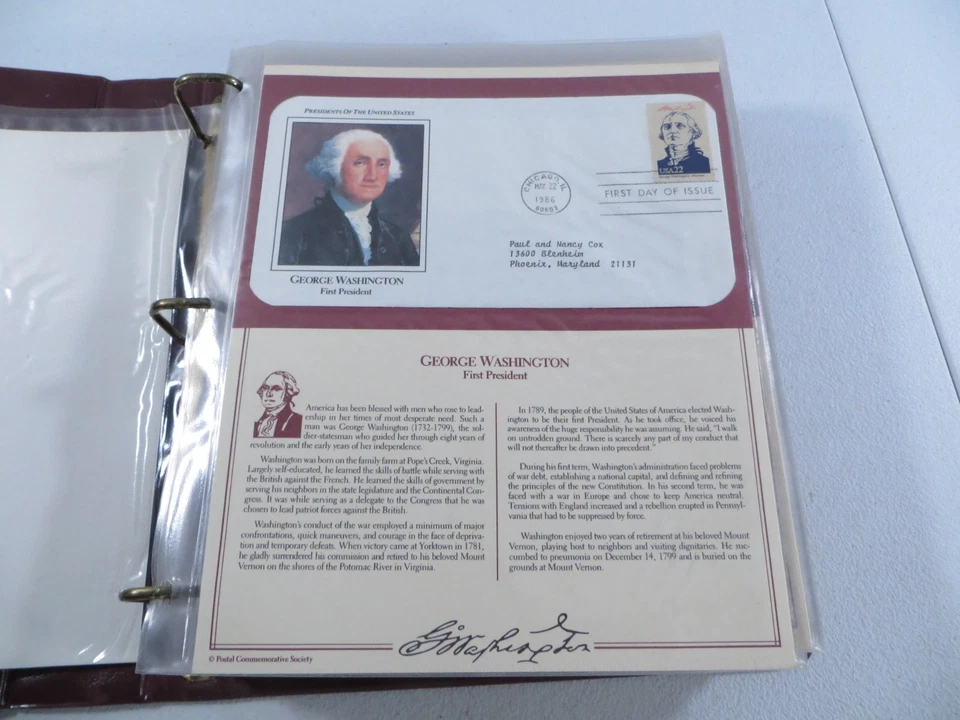 PRESIDENTS OF THE UNITED STATES
GEORGE WASHINGTON
First President
CHICAGO, IL
MAY 22
1986
60607
FIRST DAY OF ISSUE
USA 22
Paul and Nancy Cox
13600 Blenheim
Phoenix, Maryland 21131
GEORGE WASHINGTON
First President
America has been blessed with men who rose to lead-
ership in her times of most desperate need. Such a
man was George Washington (1732-1799), the sol-
dier-statesman who guided her through eight years of
revolution and the early years of her independence.
Washington was born on the family farm at Pope's Creek, Virginia.
Largely self-educated, he learned the skills of battle while serving with
the British against the French. He learned the skills of government by
serving his neighbors in the state legislature and the Continental Con-
gress. It was while serving as a delegate to the Congress that he was
chosen to lead patriot forces against the British.
Washington's conduct of the war employed a minimum of major
confrontations, quick maneuvers, and courage in the face of depriva-
tion and temporary defeats. When victory came at Yorktown in 1781,
he gladly surrendered his commission and retired to his beloved Mount
Vernon on the shores of the Potomac River in Virginia.
In 1789, the people of the United States of America elected Wash-
ington to be their first President. As he took office, he voiced his
awareness of the huge responsibility he was assuming. He said, "I walk
on untrodden ground. There is scarcely any part of my conduct that
will not thereafter be drawn into precedent."
During his first term, Washington's administration faced problems
of war debt, establishing a national capital, and defining and refining
the principles of the new Constitution. In his second term, he was
faced with a war in Europe and chose to keep America neutral.
Tensions with England increased and a rebellion erupted in Pennsyl-
vania that had to be suppressed by force.
Washington enjoyed two years of retirement at his beloved Mount
Vernon, playing host to neighbors and visiting dignitaries. He suc-
cumbed to pneumonia on December 14, 1799 and is buried on the
grounds at Mount Vernon.
G Washington
© Postal Commemorative Society